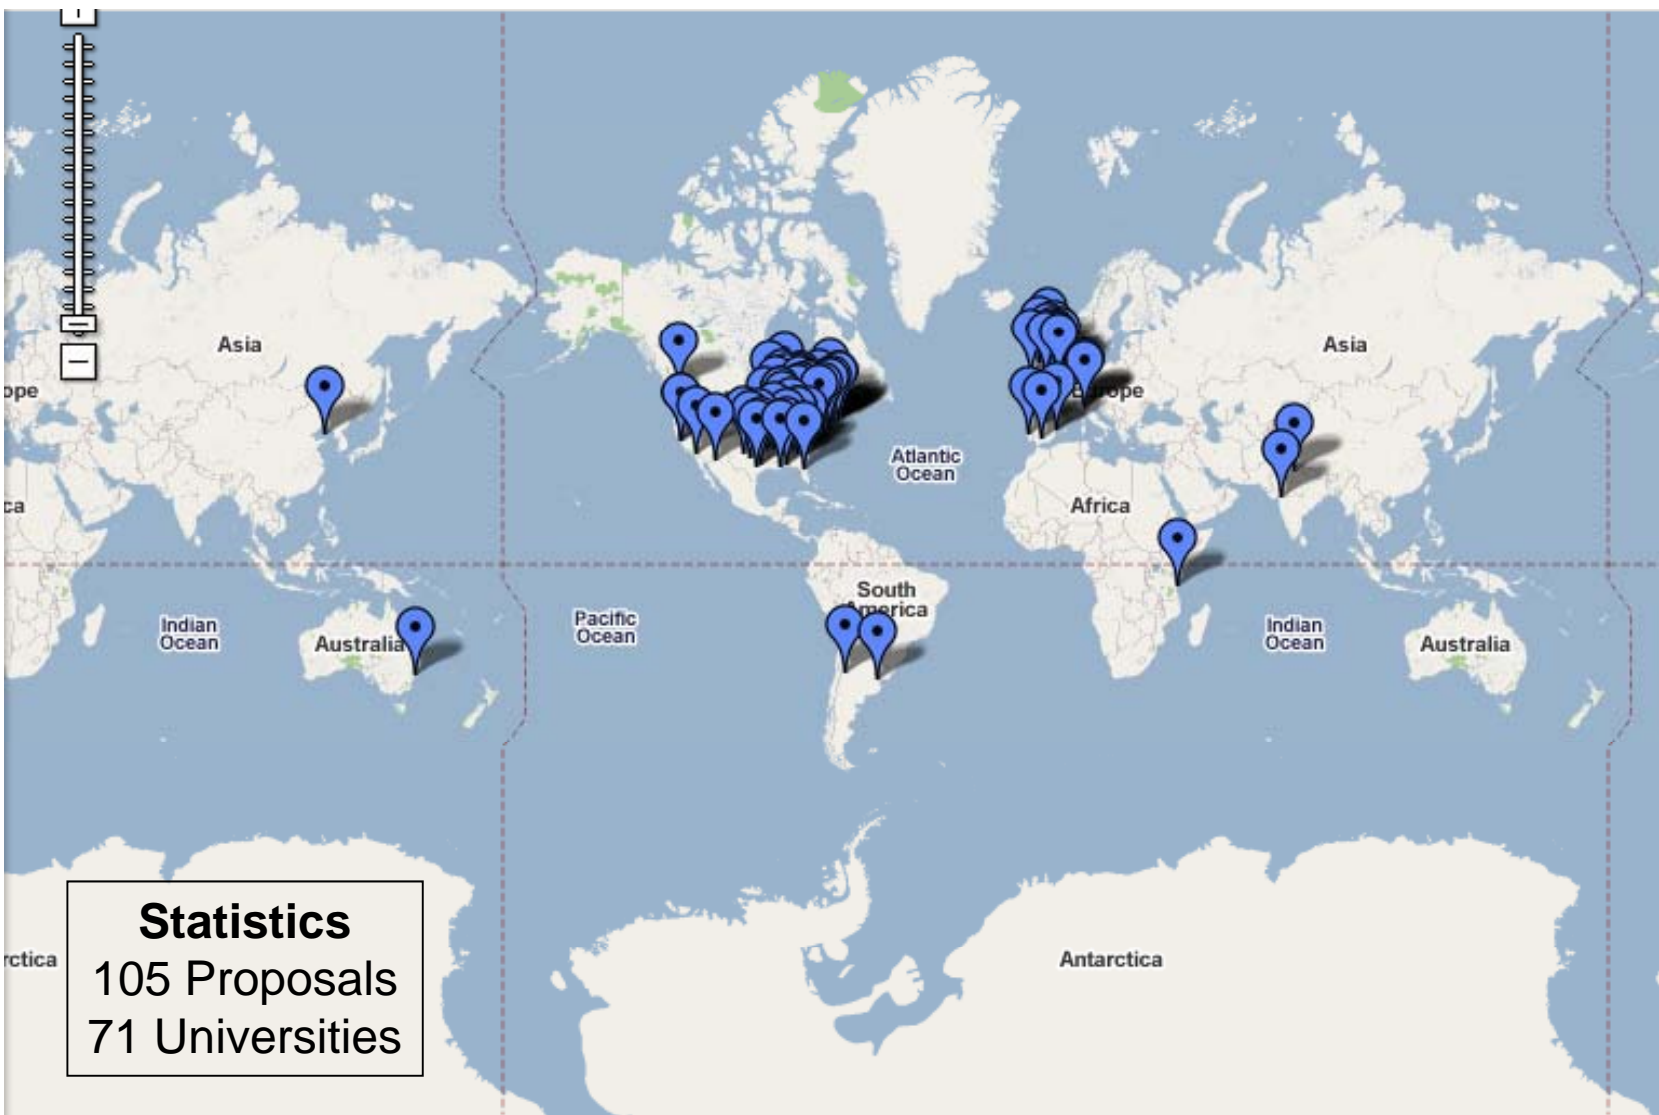 Asia
Asia
ope
Europe
Atlantic
Ocean
Africa
ca
South
America
Pacific
Ocean
Indian
Ocean
Indian
Ocean
Australia
Australia
Statistics
105 Proposals
71 Universities
rctica
Antarctica